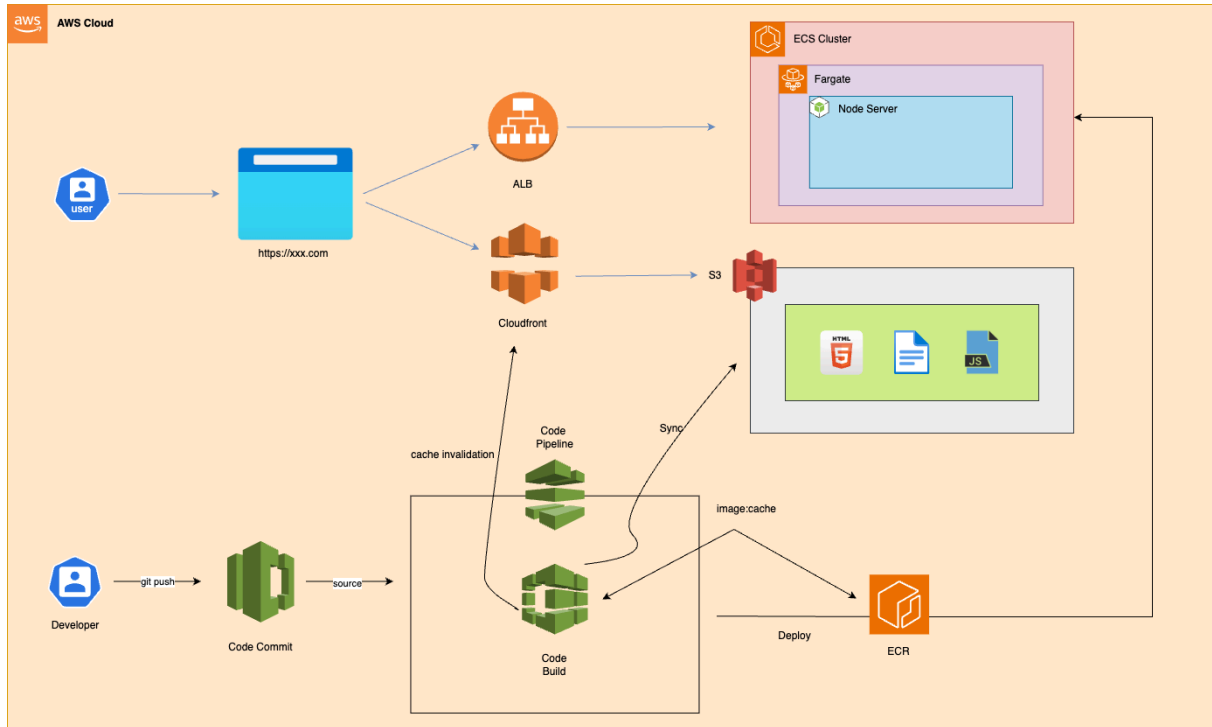 aws
AWS Cloud
ECS Cluster
Fargate
Node Server
ALB
user
https://xxx.com
S3
Cloudfront
HTML
5
JS
Code
Pipeline
Sync
cache invalidation
image:cache
git push
source
Developer
Code Commit
Code
Build
Deploy
ECR